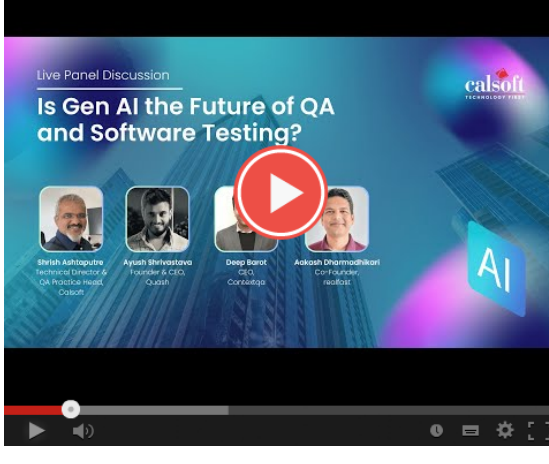 Live Panel Discussion
calsoft
TECHNOLOGY FIRST
Is Gen AI the Future of QA
and Software Testing?
Shrish Ashtaputre
Technical Director &
QA Practice Head,
Calsoft
Ayush Shrivastava
Founder & CEO,
Quash
Deep Barot
CEO,
Contextqa
Aakash Dharmadhikari
Co-Founder,
realfast
AI